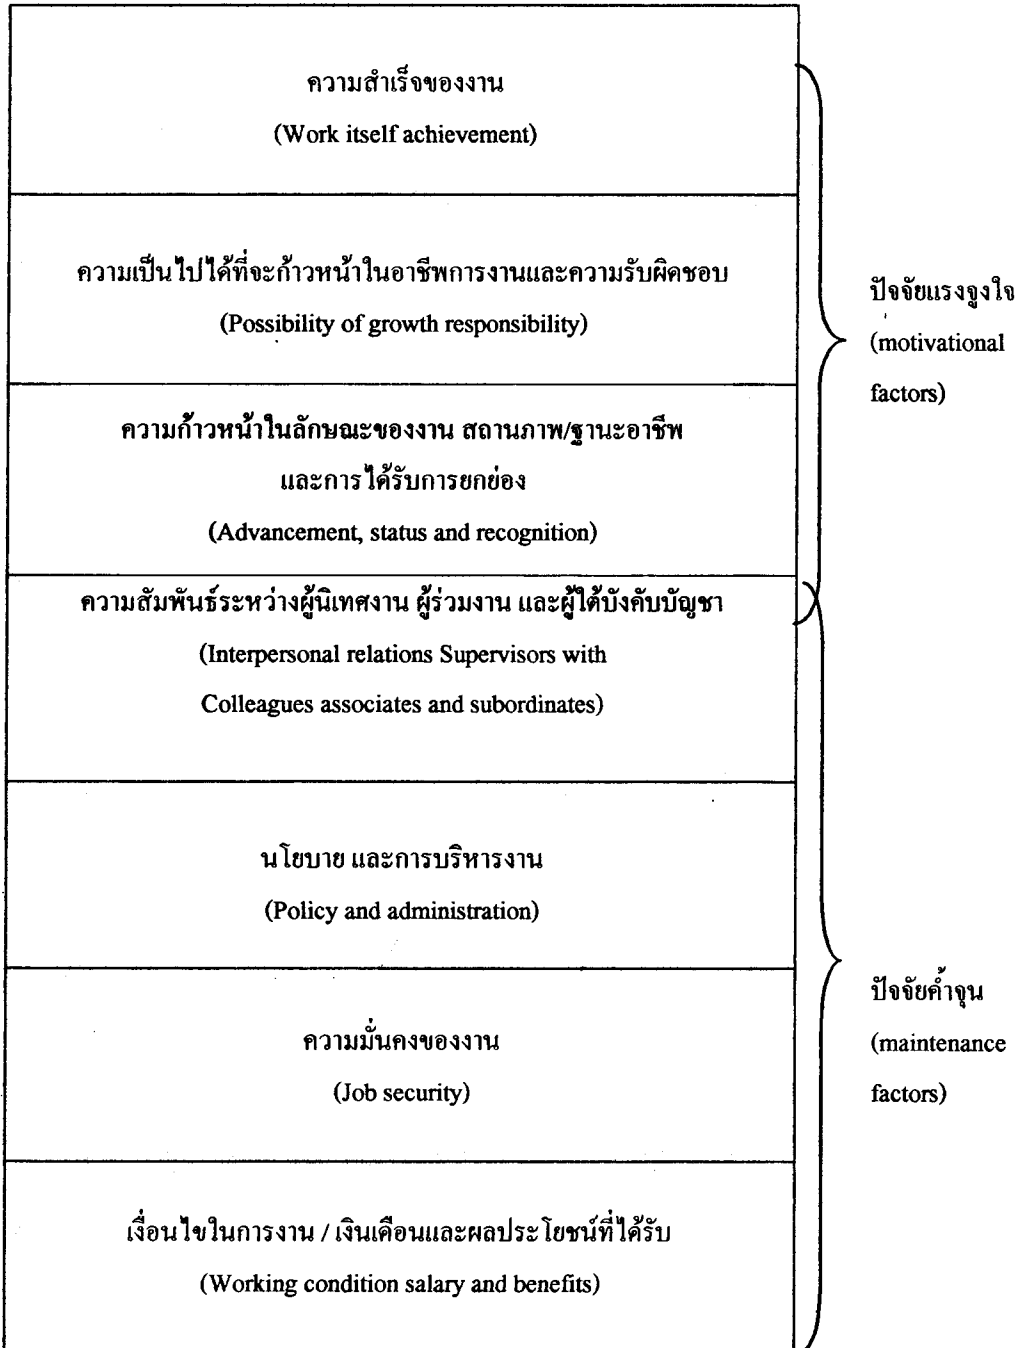 ความสำเร็จของงาน
(Work itself achievement)
ความเป็นไปได้ที่จะก้าวหน้าในอาชีพการงานและความรับผิดชอบ
(Possibility of growth responsibility)
ความก้าวหน้าในลักษณะของงาน สถานภาพ/ฐานะอาชีพ
และการได้รับการยกย่อง
(Advancement, status and recognition)
ปัจจัยแรงจูงใจ
(motivational
factors)
ความสัมพันธ์ระหว่างผู้นิเทศงาน ผู้ร่วมงาน และผู้ใต้บังคับบัญชา
(Interpersonal relations Supervisors with
Colleagues associates and subordinates)
นโยบาย และการบริหารงาน
(Policy and administration)
ความมั่นคงของงาน
(Job security)
เงื่อนไขในการงาน / เงินเดือนและผลประโยชน์ที่ได้รับ
(Working condition salary and benefits)
ปัจจัยค้ำจุน
(maintenance
factors)